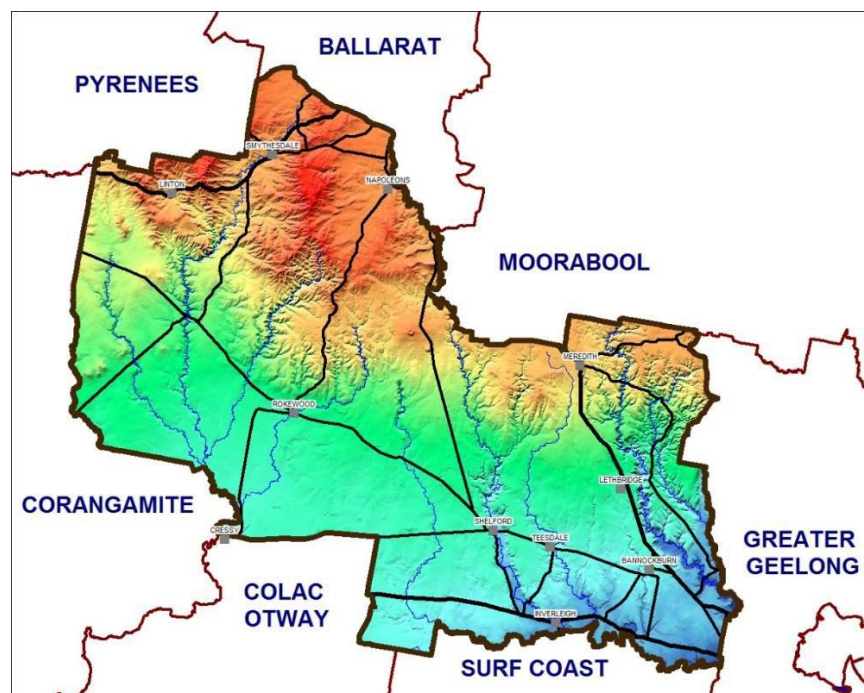 BALLARAT
PYRENEES
SMYTHESDALE
LINTON
NAPOLEONS
MOORABOOL
MEREDITH
ROKEWOOD
LETHBRIDGE
CORANGAMITE
SHELFORD
CRESSY
TEESDALE
GREATER
GEELONG
BANNOCKBURN
COLAC
OTWAY
INVERLEIGH
SURF COAST